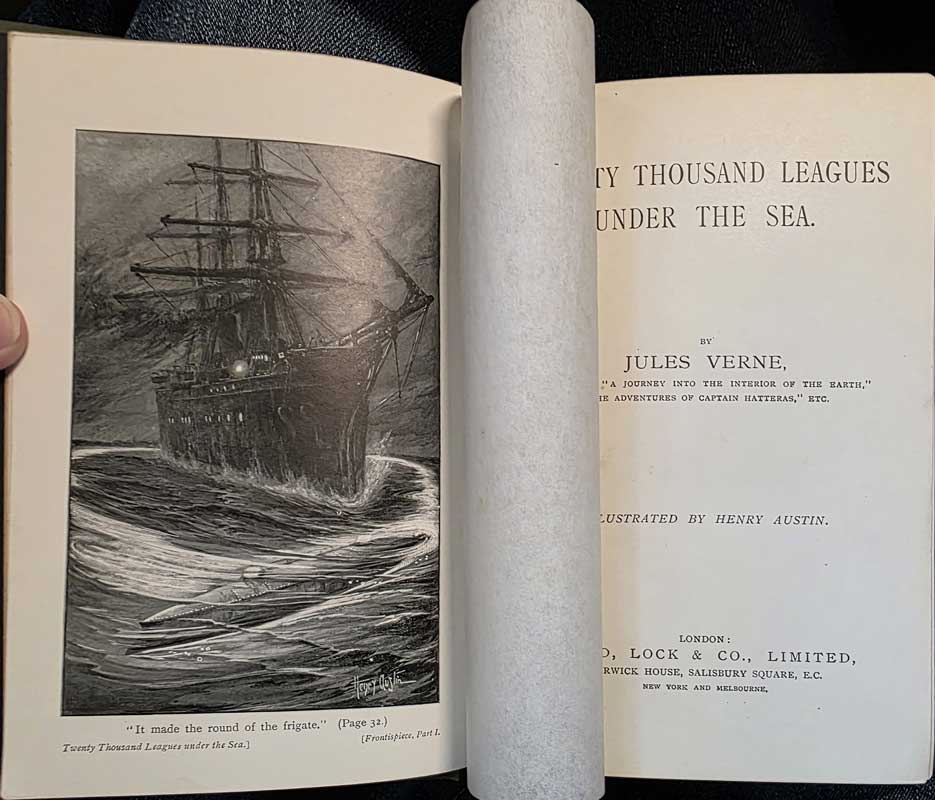 Henry Austin
"It made the round of the frigate." (Page 32.)
Twenty Thousand Leagues under the Sea.]
[Frontispiece, Part I.
TY THOUSAND LEAGUES
UNDER THE SEA.
BY
JULES VERNE,
"A JOURNEY INTO THE INTERIOR OF THE EARTH,"
HE ADVENTURES OF CAPTAIN HATTERAS," ETC.
LUSTRATED BY HENRY AUSTIN.
LONDON:
D, LOCK & CO., LIMITED,
RWICK HOUSE, SALISBURY SQUARE, E.C.
NEW YORK AND MELBOURNE.